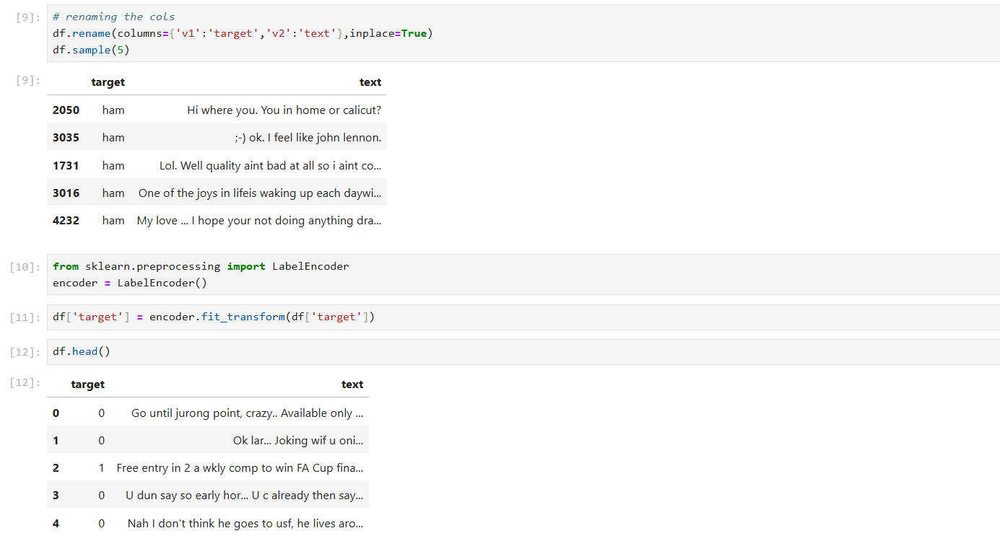 [9]: # renaming the cols
df.rename(columns={'v1':'target','v2':'text'},inplace=True)
df.sample(5)
[9]: target text
2050 ham Hi where you. You in home or calicut?
3035 ham ;-) ok. I feel like john lennon.
1731 ham Lol. Well quality aint bad at all so i aint co...
3016 ham One of the joys in lifeis waking up each daywi...
4232 ham My love ... I hope your not doing anything dra...
[10]: from sklearn.preprocessing import LabelEncoder
encoder = LabelEncoder()
[11]: df['target'] = encoder.fit_transform(df['target'])
[12]: df.head()
[12]: target text
0 0 Go until jurong point, crazy.. Available only ...
1 0 Ok lar... Joking wif u oni...
2 1 Free entry in 2 a wkly comp to win FA Cup fina...
3 0 U dun say so early hor... U c already then say...
4 0 Nah I don't think he goes to usf, he lives aro...